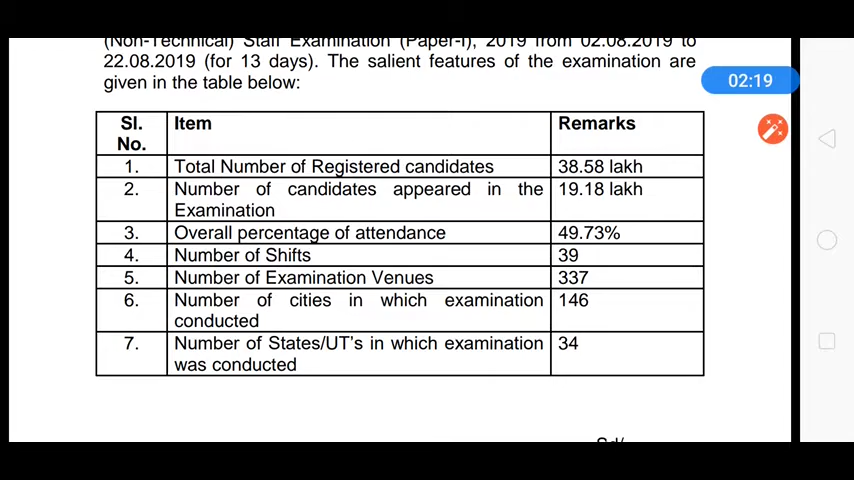 (Non-Technical) Staff Examination (Paper-I), 2019 from 02.08.2019 to
22.08.2019 (for 13 days). The salient features of the examination are
given in the table below:
02:19
Sl. No. Item Remarks
1. Total Number of Registered candidates 38.58 lakh
2. Number of candidates appeared in the Examination 19.18 lakh
3. Overall percentage of attendance 49.73%
4. Number of Shifts 39
5. Number of Examination Venues 337
6. Number of cities in which examination conducted 146
7. Number of States/UT's in which examination was conducted 34
Sd/